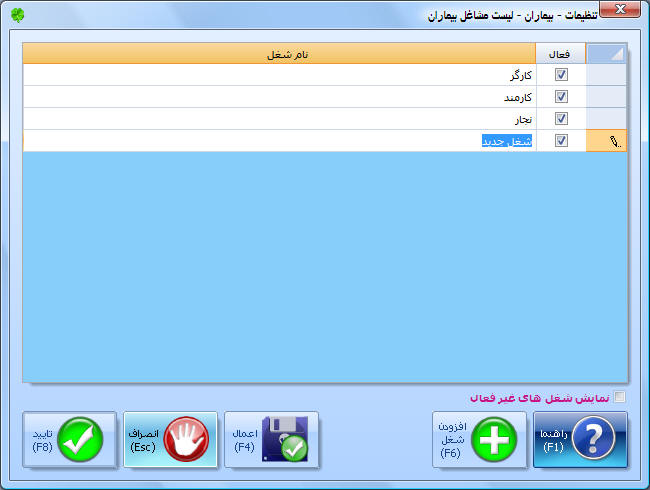 تنظیمات - بیماران - لیست مشاغل بیماران
فعال
نام شغل
کارگر
کارمند
نجار
شغل جدید
نمایش شغل های غیر فعال
راهنما
(F1)
افزودن
شغل
(F6)
اعمال
(F4)
انصراف
(Esc)
تایید
(F8)